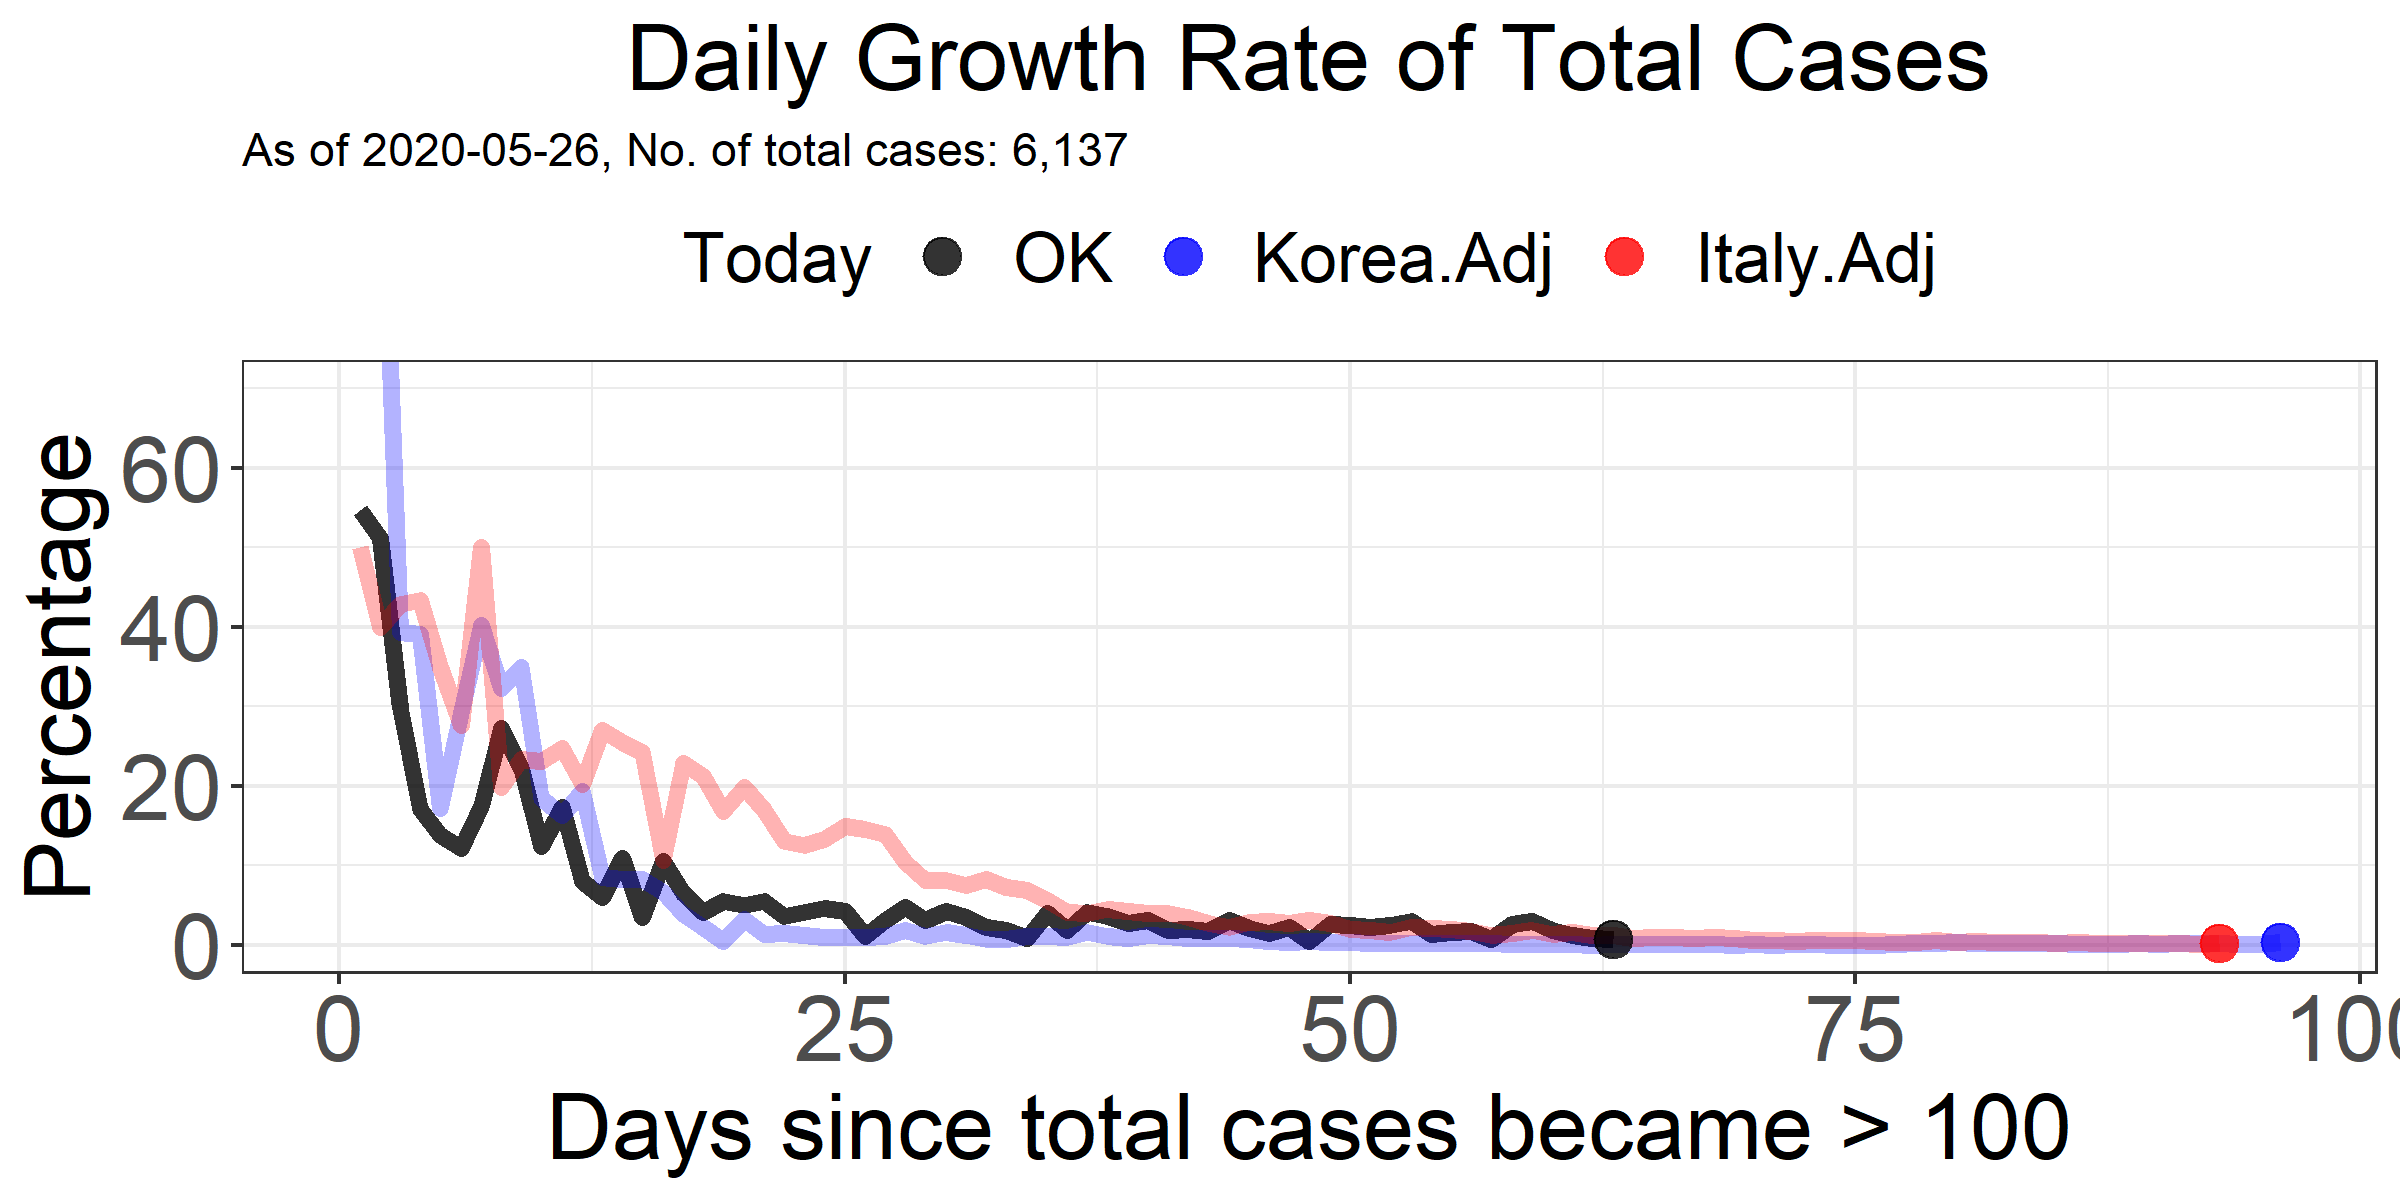 Daily Growth Rate of Total Cases
As of 2020-05-26, No. of total cases: 6,137
Today OK Korea.Adj Italy.Adj
Percentage
60
40
20
0
0 25 50 75 100
Days since total cases became > 100